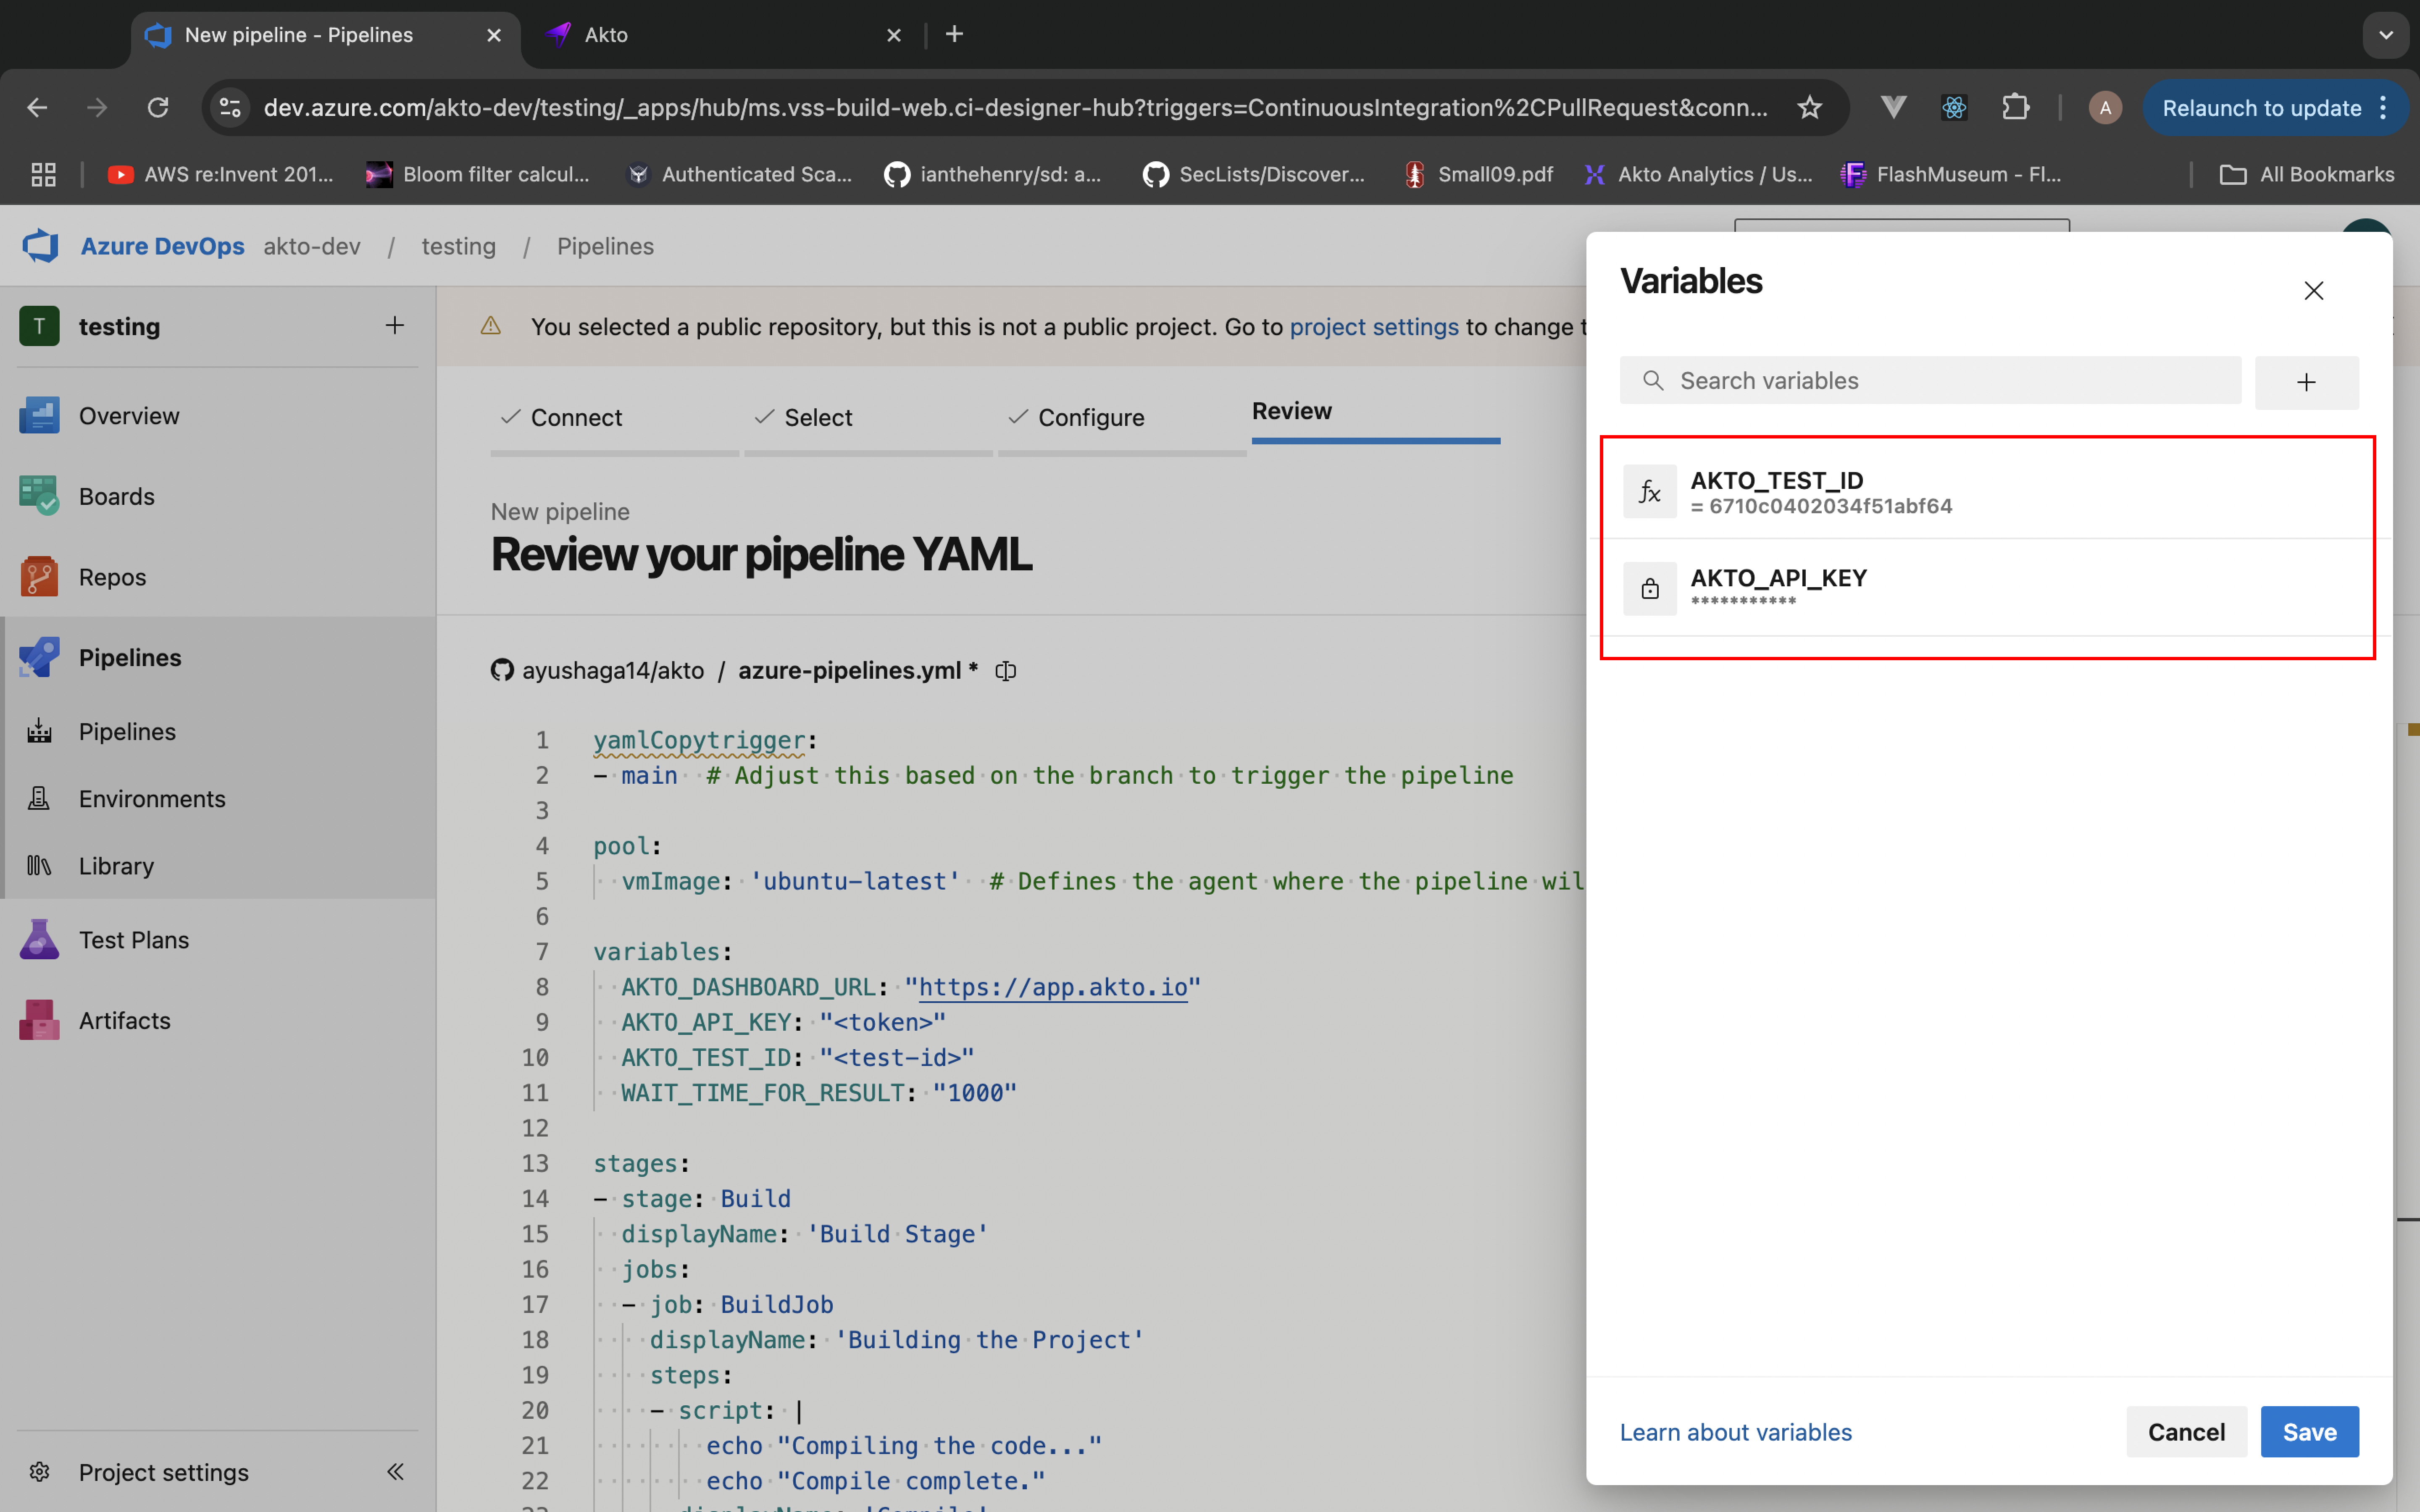 New pipeline - Pipelines
Akto
dev.azure.com/akto-dev/testing/_apps/hub/ms.vss-build-web.ci-designer-hub?triggers=ContinuousIntegration%2CPullRequest&conn...
A
Relaunch to update
AWS re:Invent 201...
Bloom filter calcul...
Authenticated Sca...
ianthehenry/sd: a...
SecLists/Discover...
Small09.pdf
Akto Analytics / Us...
FlashMuseum - Fl...
All Bookmarks
Azure DevOps akto-dev / testing / Pipelines
T testing
Overview
Boards
Repos
Pipelines
Pipelines
Environments
Library
Test Plans
Artifacts
Project settings
You selected a public repository, but this is not a public project. Go to project settings to change
Connect
Select
Configure
Review
New pipeline
Review your pipeline YAML
ayushaga14/akto / azure-pipelines.yml *
1 yamlCopytrigger:
2 - main # Adjust this based on the branch to trigger the pipeline
3
4 pool:
5 vmImage: 'ubuntu-latest' # Defines the agent where the pipeline wil
6
7 variables:
8 AKTO_DASHBOARD_URL: "https://app.akto.io"
9 AKTO_API_KEY: "<token>"
10 AKTO_TEST_ID: "<test-id>"
11 WAIT_TIME_FOR_RESULT: "1000"
12
13 stages:
14 - stage: Build
15 displayName: 'Build Stage'
16 jobs:
17 - job: BuildJob
18 displayName: 'Building the Project'
19 steps:
20 - script: |
21 echo "Compiling the code..."
22 echo "Compile complete."
Variables
Search variables
fx
AKTO_TEST_ID
= 6710c0402034f51abf64
AKTO_API_KEY
***********
Learn about variables
Cancel
Save